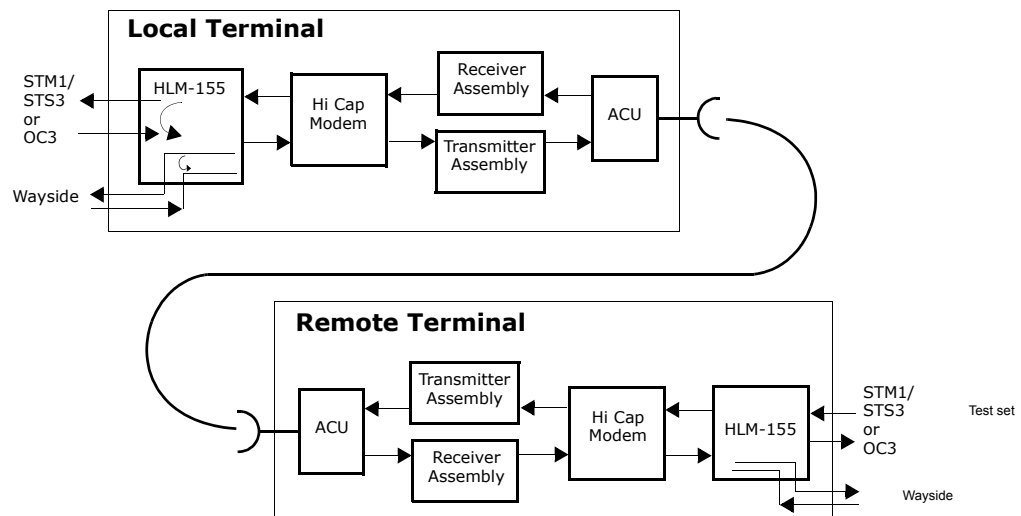 Local Terminal
STM1/
STS3
or
OC3
HLM-155
Hi Cap
Modem
Receiver
Assembly
Transmitter
Assembly
ACU
Wayside
Remote Terminal
ACU
Transmitter
Assembly
Receiver
Assembly
Hi Cap
Modem
HLM-155
STM1/
STS3
or
OC3
Test set
Wayside